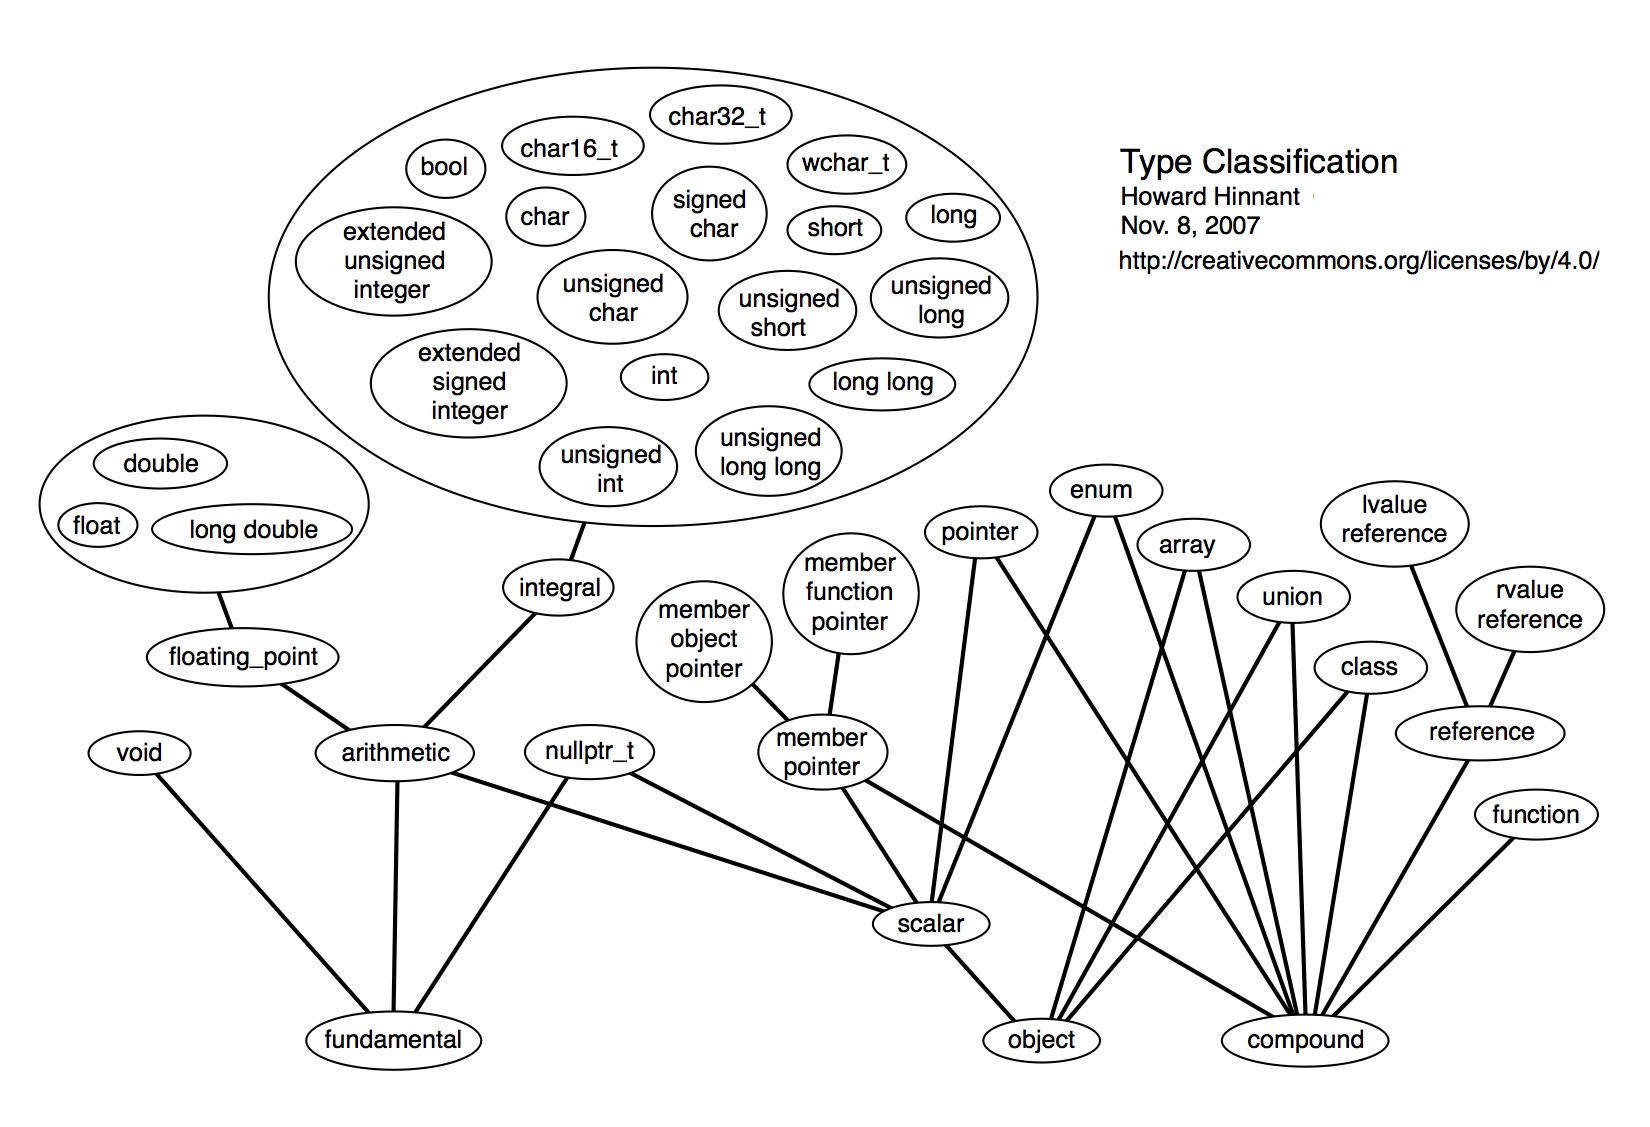 char32_t
char16_t
bool
wchar_t
signed
char
char
short
long
extended
unsigned
integer
unsigned
char
unsigned
short
unsigned
long
extended
signed
integer
int
long long
unsigned
int
unsigned
long long
Type Classification
Howard Hinnant
Nov. 8, 2007
http://creativecommons.org/licenses/by/4.0/
double
float
long double
integral
floating_point
member
object
pointer
member
function
pointer
pointer
enum
array
lvalue
reference
union
rvalue
reference
class
void
arithmetic
nullptr_t
member
pointer
reference
function
scalar
fundamental
object
compound